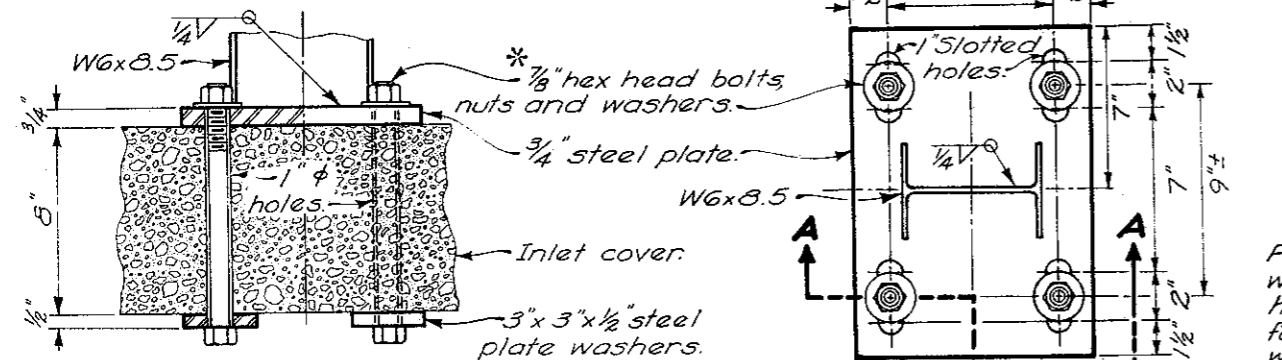 1/4
W6x8.5
3/4"
8"
1/2"
1" ϕ
holes.
*
7/8" hex head bolts,
nuts and washers.
3/4" steel plate.
Inlet cover.
3"x 3"x 1/2" steel
plate washers.
1" Slotted
holes.
1/4
W6x8.5
A
A
7"
1 1/2"
2"
7"
2"
1 1/2"
9"±